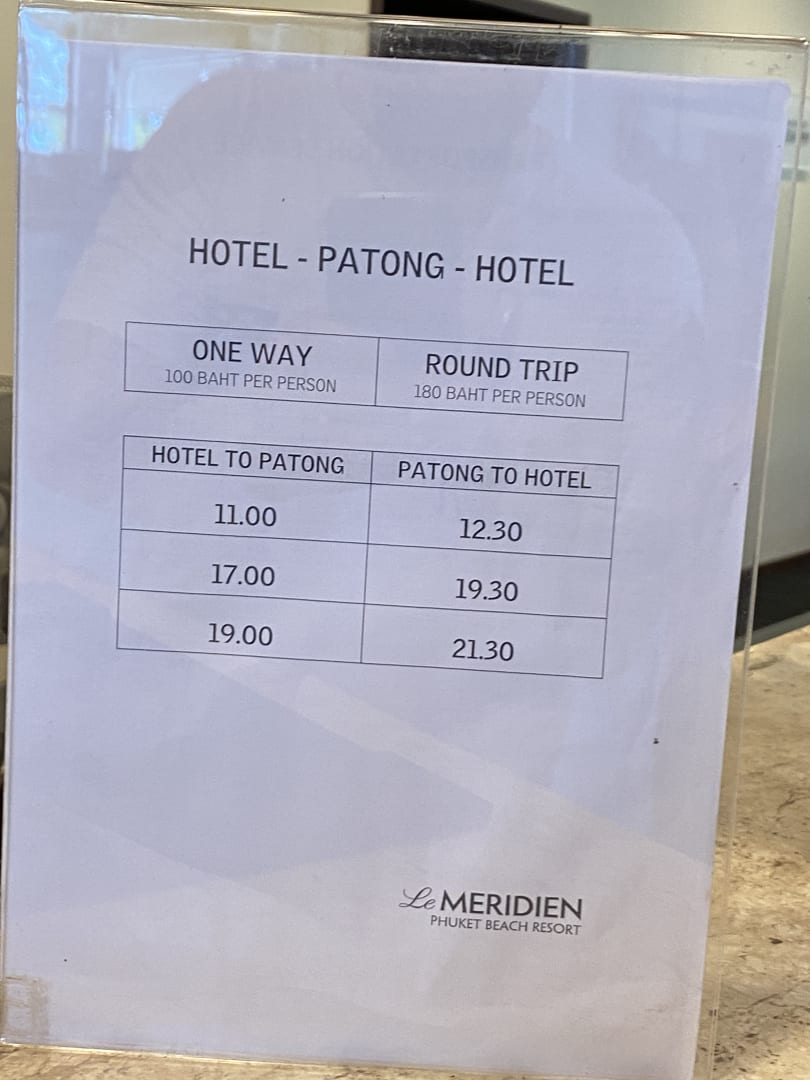 HOTEL - PATONG - HOTEL
ONE WAY
100 BAHT PER PERSON
ROUND TRIP
180 BAHT PER PERSON
HOTEL TO PATONG PATONG TO HOTEL
11.00 12.30
17.00 19.30
19.00 21.30
Le MERIDIEN
PHUKET BEACH RESORT